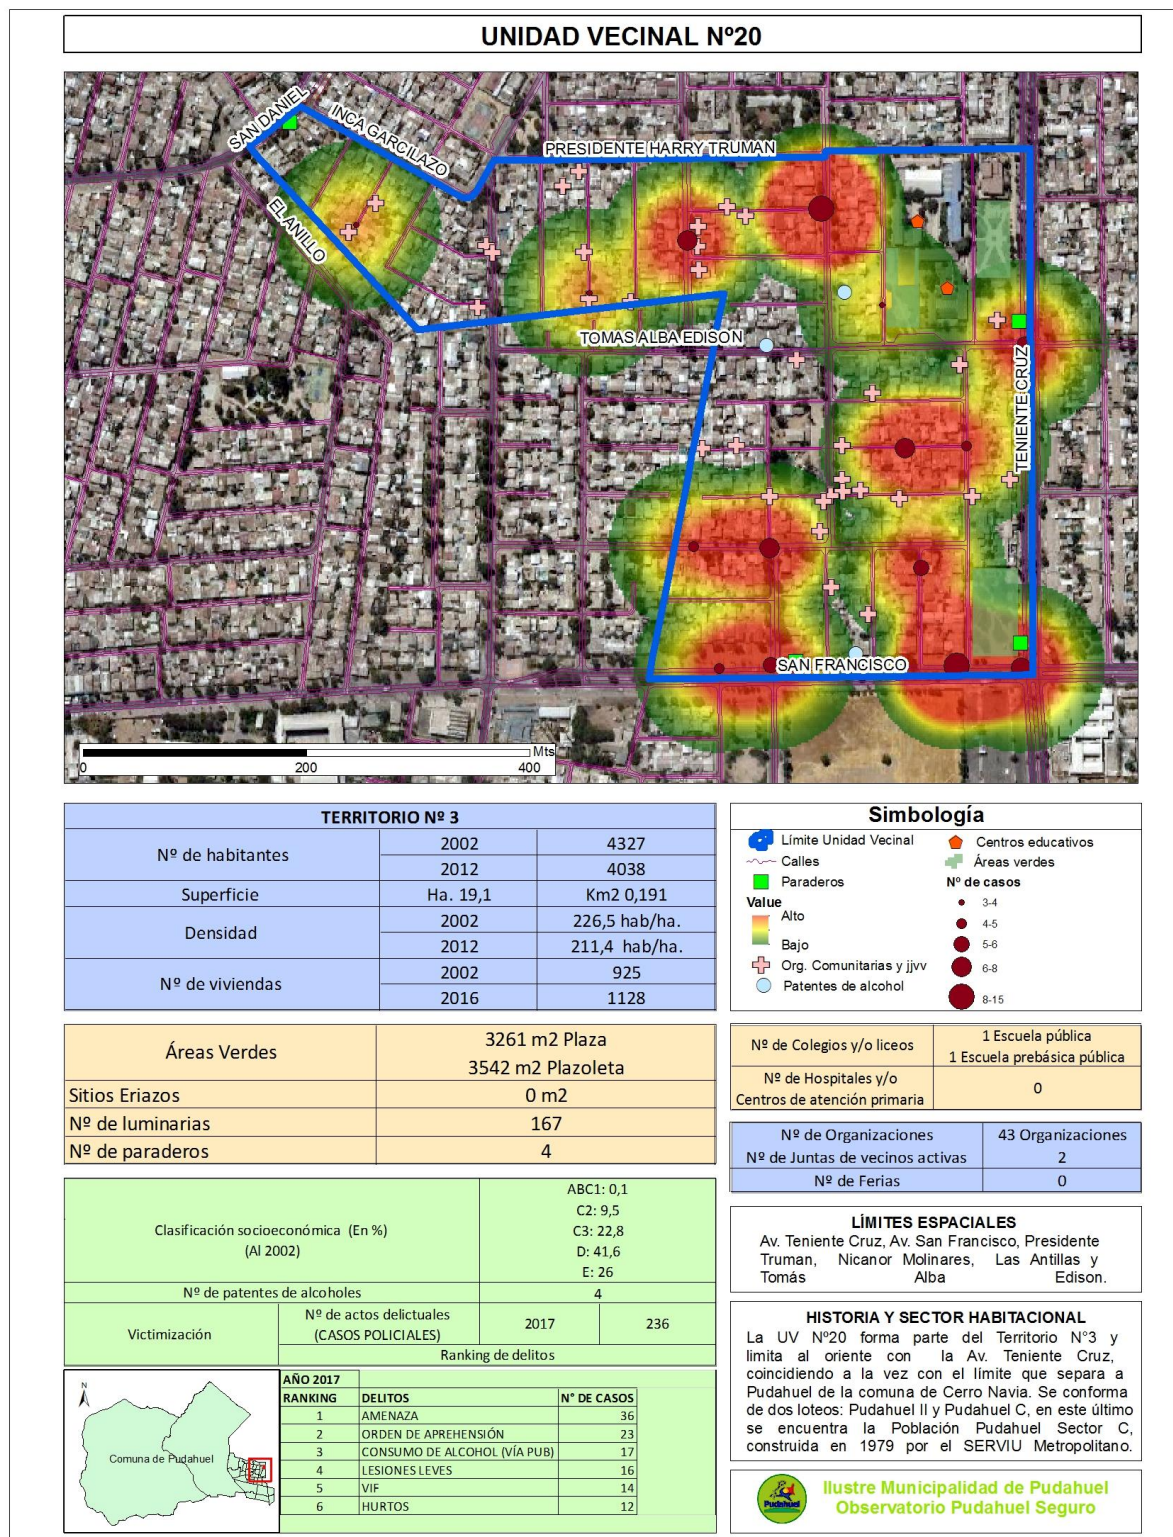 UNIDAD VECINAL Nº20
SAN DANIEL
INCA GARCILAZO
PRESIDENTE HARRY TRUMAN
EL ANILLO
TOMAS ALBA EDISON
TENIENTE CRUZ
SAN FRANCISCO
Mts
0 200 400
TERRITORIO Nº 3
Nº de habitantes 2002 4327
2012 4038
Superficie Ha. 19,1 Km2 0,191
Densidad 2002 226,5 hab/ha.
2012 211,4 hab/ha.
Nº de viviendas 2002 925
2016 1128
Simbología
Límite Unidad Vecinal
Calles
Paraderos
Value
Alto
Bajo
Org. Comunitarias y jjvv
Patentes de alcohol
Centros educativos
Áreas verdes
Nº de casos
3-4
4-5
5-6
6-8
8-15
Áreas Verdes 3261 m2 Plaza
3542 m2 Plazoleta
Sitios Eriazos 0 m2
Nº de luminarias 167
Nº de paraderos 4
Nº de Colegios y/o liceos 1 Escuela pública
1 Escuela prebásica pública
Nº de Hospitales y/o
Centros de atención primaria 0
Nº de Organizaciones 43 Organizaciones
Nº de Juntas de vecinos activas 2
Nº de Ferias 0
Clasificación socioeconómica (En %)
(Al 2002)
ABC1: 0,1
C2: 9,5
C3: 22,8
D: 41,6
E: 26
Nº de patentes de alcoholes 4
Victimización Nº de actos delictuales
(CASOS POLICIALES) 2017 236
Ranking de delitos
LÍMITES ESPACIALES
Av. Teniente Cruz, Av. San Francisco, Presidente
Truman, Nicanor Molinares, Las Antillas y
Tomás Alba Edison.
HISTORIA Y SECTOR HABITACIONAL
La UV Nº20 forma parte del Territorio N°3 y
limita al oriente con la Av. Teniente Cruz,
coincidiendo a la vez con el límite que separa a
Pudahuel de la comuna de Cerro Navia. Se conforma
de dos loteos: Pudahuel II y Pudahuel C, en este último
se encuentra la Población Pudahuel Sector C,
construida en 1979 por el SERVIU Metropolitano.
N
Comuna de Pudahuel
AÑO 2017
RANKING DELITOS N° DE CASOS
1 AMENAZA 36
2 ORDEN DE APREHENSIÓN 23
3 CONSUMO DE ALCOHOL (VÍA PUB) 17
4 LESIONES LEVES 16
5 VIF 14
6 HURTOS 12
Pudahuel
Ilustre Municipalidad de Pudahuel
Observatorio Pudahuel Seguro